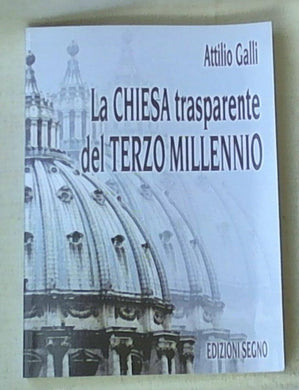 Attilio Galli
La CHIESA trasparente
del TERZO MILLENNIO
EDIZIONI SEGNO